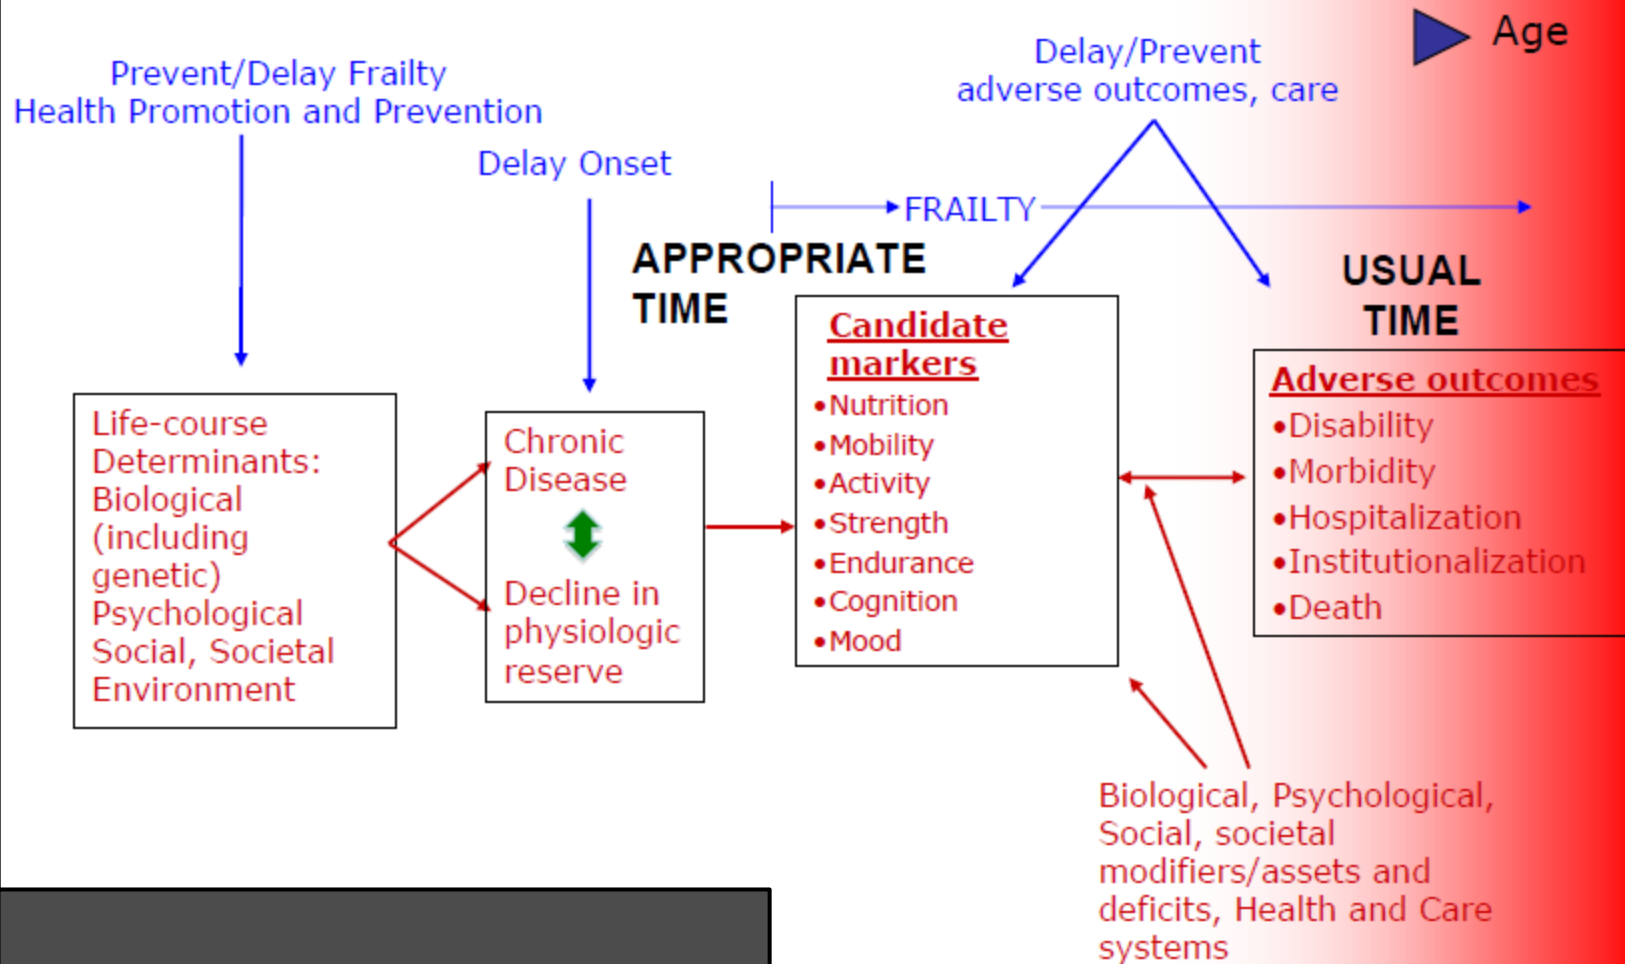 Age
Prevent/Delay Frailty
Health Promotion and Prevention
Delay Onset
Delay/Prevent
adverse outcomes, care
FRAILTY
APPROPRIATE
TIME
USUAL
TIME
Life-course
Determinants:
Biological
(including
genetic)
Psychological
Social, Societal
Environment
Chronic
Disease
Decline in
physiologic
reserve
Candidate
markers
•Nutrition
•Mobility
•Activity
•Strength
•Endurance
•Cognition
•Mood
Adverse outcomes
•Disability
•Morbidity
•Hospitalization
•Institutionalization
•Death
Biological, Psychological,
Social, societal
modifiers/assets and
deficits, Health and Care
systems